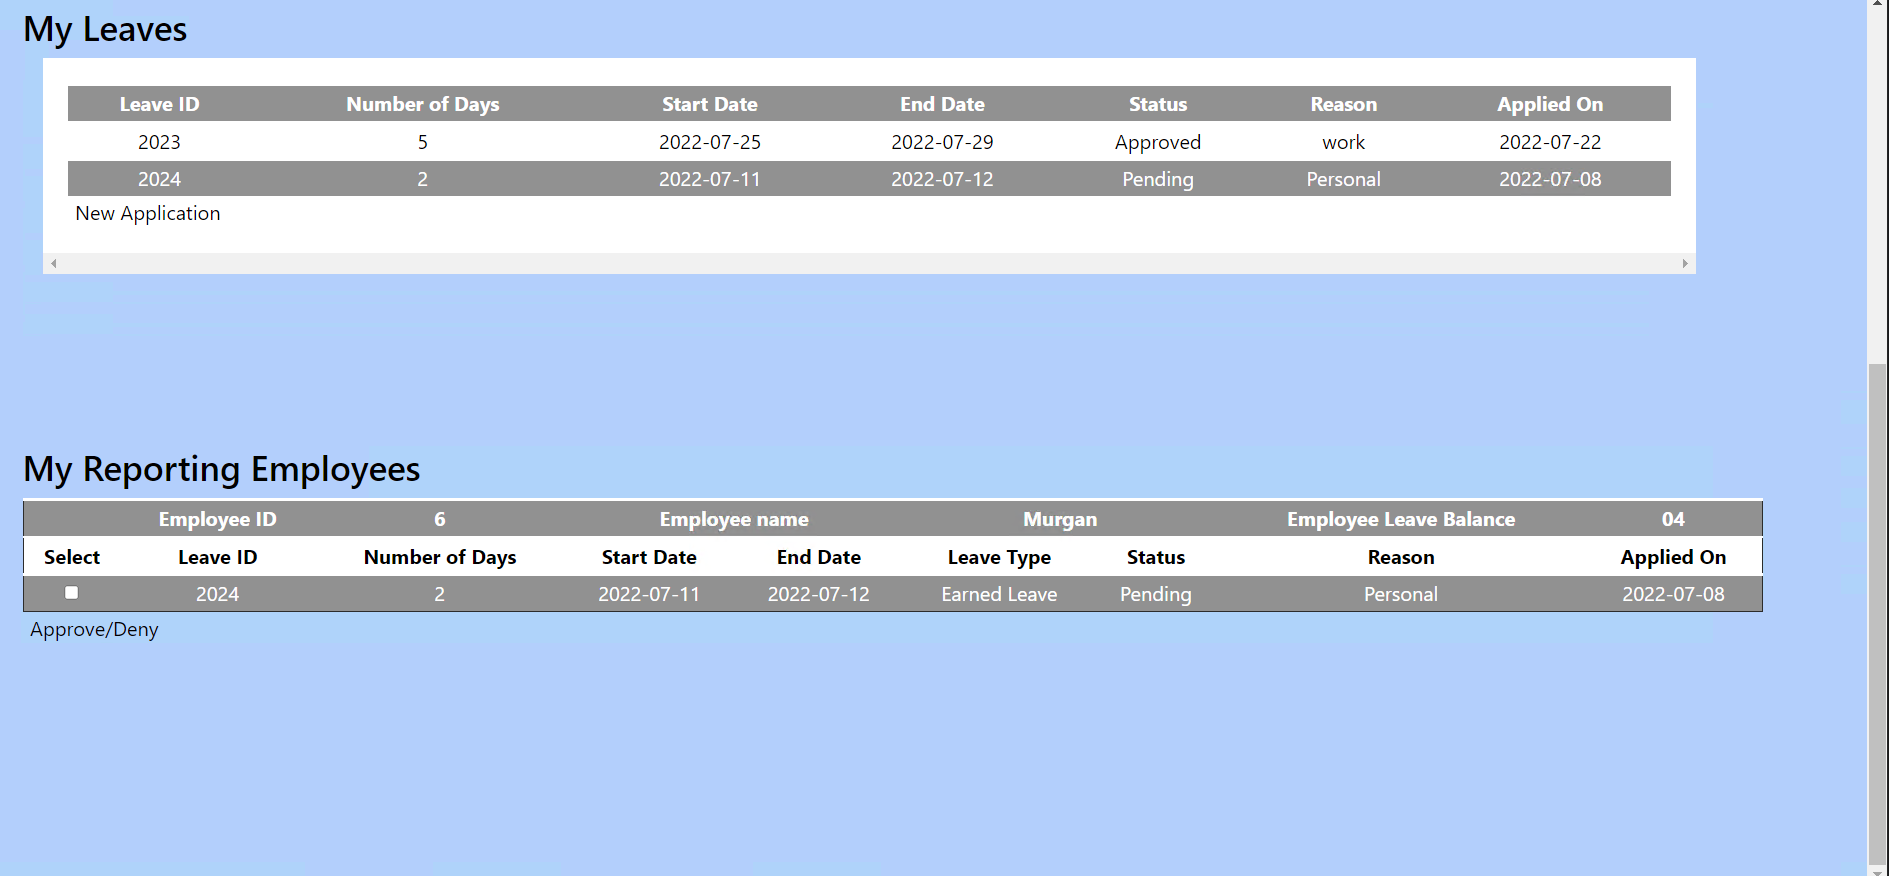 My Leaves
Leave ID Number of Days Start Date End Date Status Reason Applied On
2023 5 2022-07-25 2022-07-29 Approved work 2022-07-22
2024 2 2022-07-11 2022-07-12 Pending Personal 2022-07-08
New Application
My Reporting Employees
Employee ID 6 Employee name Murgan Employee Leave Balance 04
Select Leave ID Number of Days Start Date End Date Leave Type Status Reason Applied On
2024 2 2022-07-11 2022-07-12 Earned Leave Pending Personal 2022-07-08
Approve/Deny